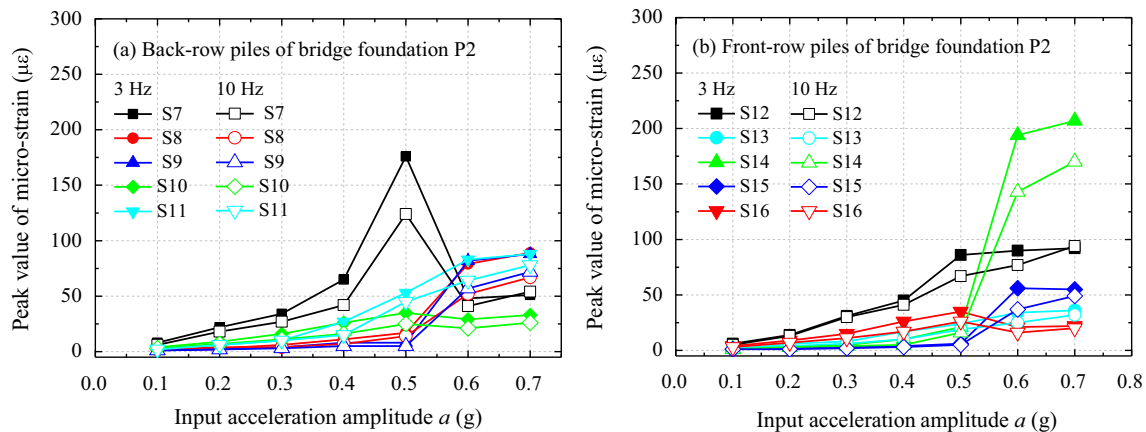 (a) Back-row piles of bridge foundation P2
3 Hz 10 Hz
S7 S7
S8 S8
S9 S9
S10 S10
S11 S11
300
250
200
150
100
50
0
0.0 0.1 0.2 0.3 0.4 0.5 0.6 0.7
Peak value of micro-strain (με)
Input acceleration amplitude a (g)
(b) Front-row piles of bridge foundation P2
3 Hz 10 Hz
S12 S12
S13 S13
S14 S14
S15 S15
S16 S16
300
250
200
150
100
50
0
0.0 0.1 0.2 0.3 0.4 0.5 0.6 0.7 0.8
Peak value of micro-strain (με)
Input acceleration amplitude a (g)